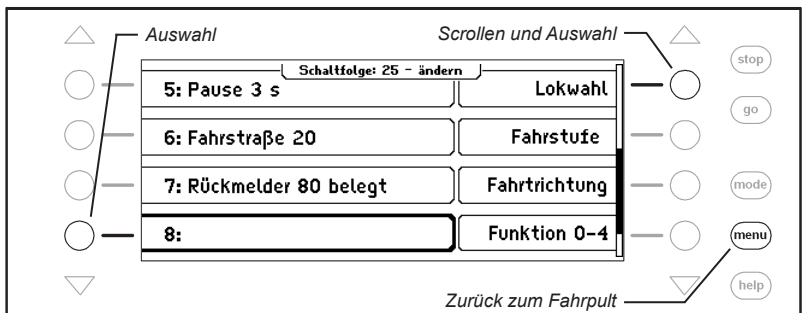 Auswahl
Scrollen und Auswahl
stop
Schaltfolge: 25 - ändern
5: Pause 3 s
Lokwahl
go
6: Fahrstraße 20
Fahrstufe
7: Rückmelder 80 belegt
Fahrtrichtung
mode
8:
Funktion 0-4
menu
help
Zurück zum Fahrpult